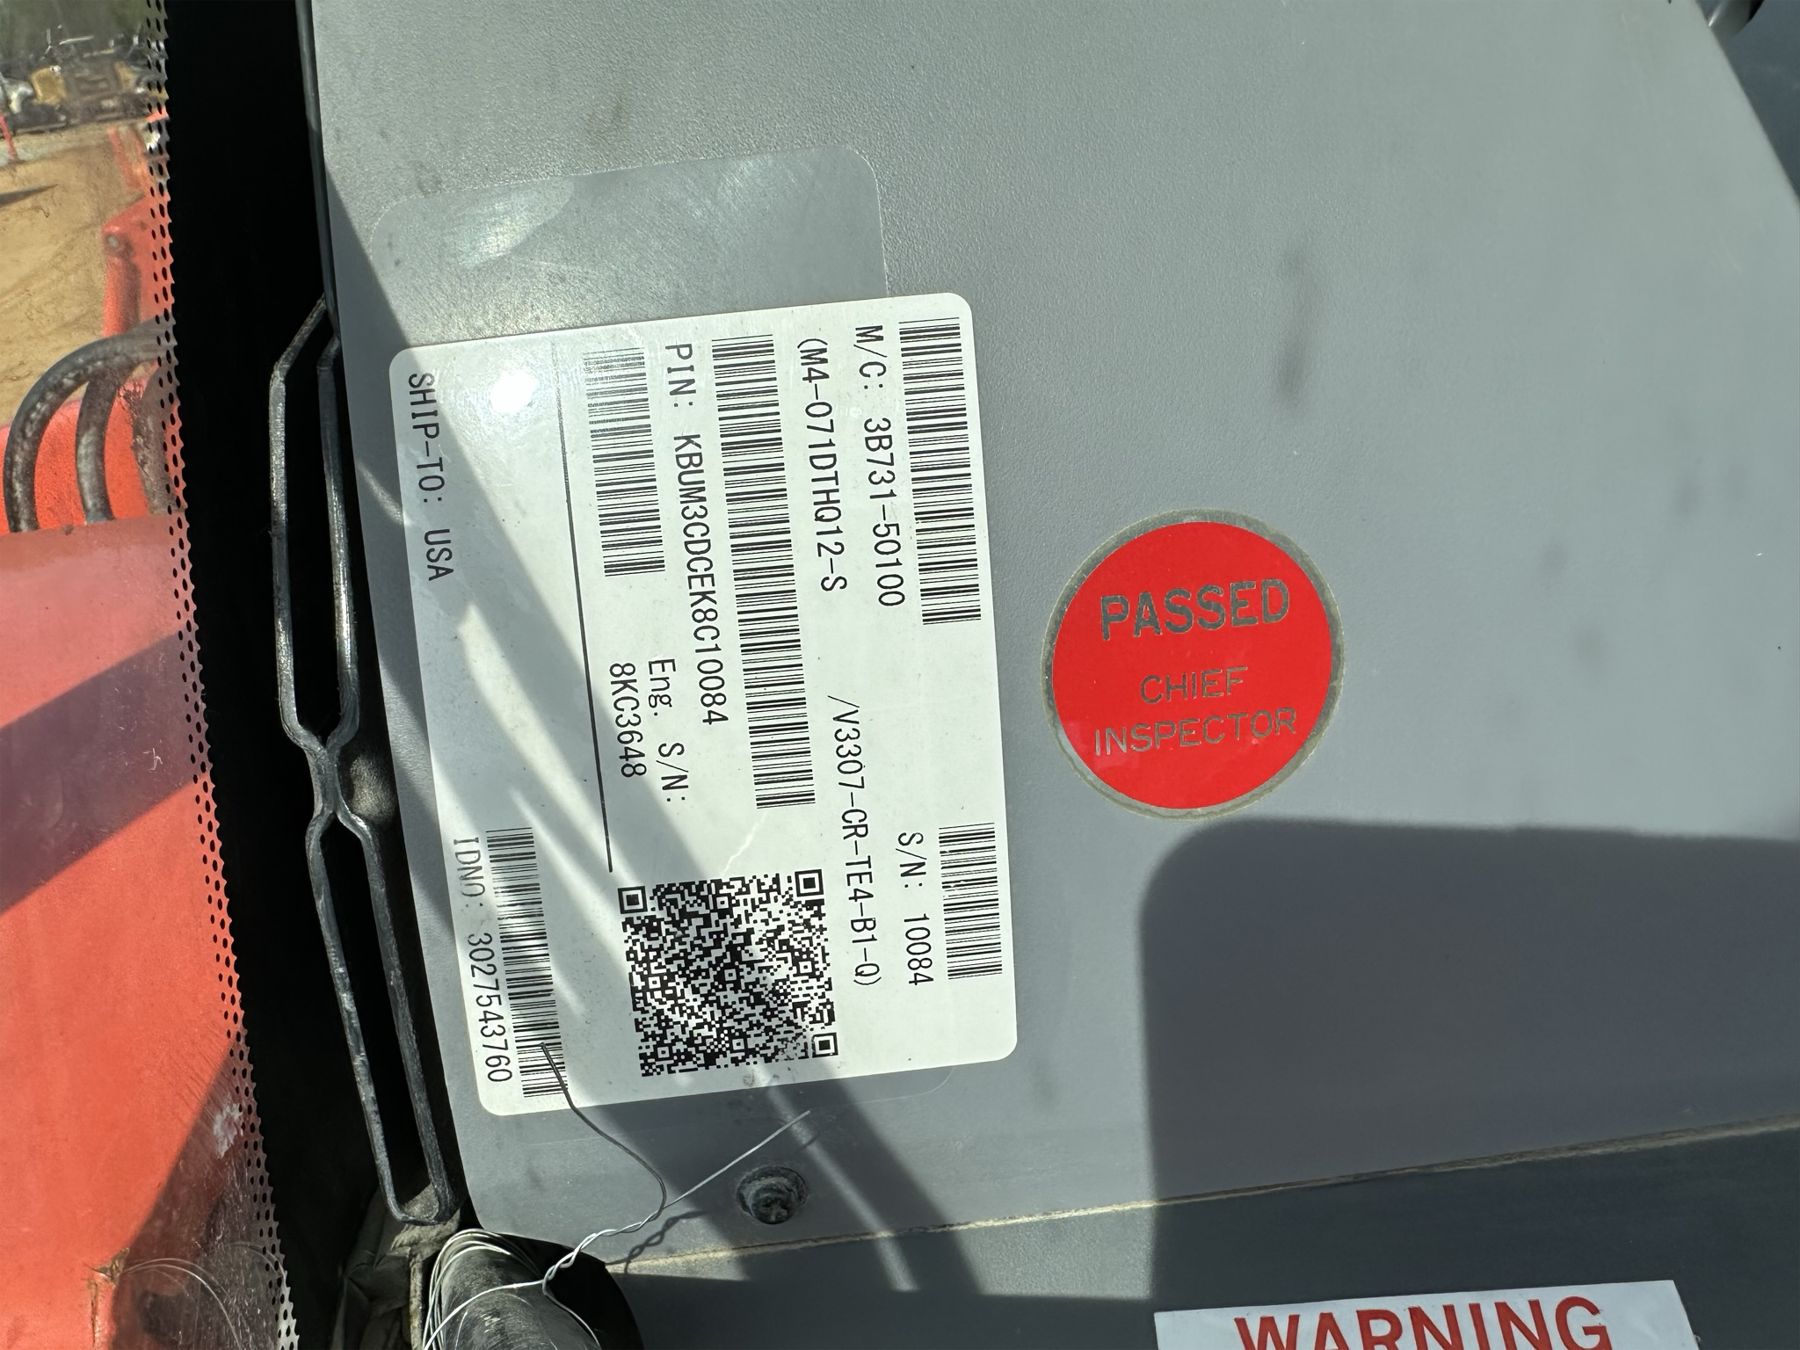 M/C: 3B731-50100
S/N: 10084
(M4-071DTHQ12-S
/V3307-CR-TE4-B1-Q)
PIN: KBUM3CDCEK8C10084
Eng. S/N:
8KC3648
SHIP-TO: USA
IDNO: 3027543760
PASSED
CHIEF
INSPECTOR
WARNING